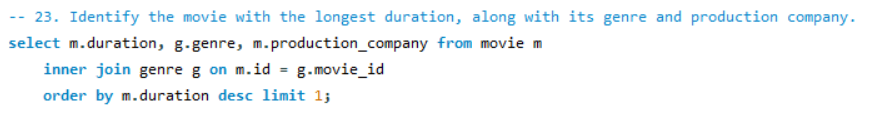 -- 23. Identify the movie with the longest duration, along with its genre and production company.
select m.duration, g.genre, m.production_company from movie m
inner join genre g on m.id = g.movie_id
order by m.duration desc limit 1;